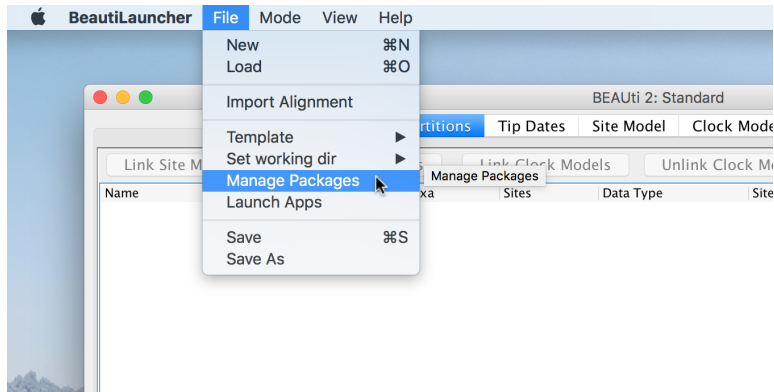 BeautiLauncher File Mode View Help
New ⌘N
Load ⌘O
Import Alignment
Template
Set working dir
Manage Packages
Launch Apps
Save ⌘S
Save As
Manage Packages
BEAUti 2: Standard
rtitions Tip Dates Site Model Clock Mode
Link Site M s Link Clock Models Unlink Clock M
Name xa Sites Data Type Site